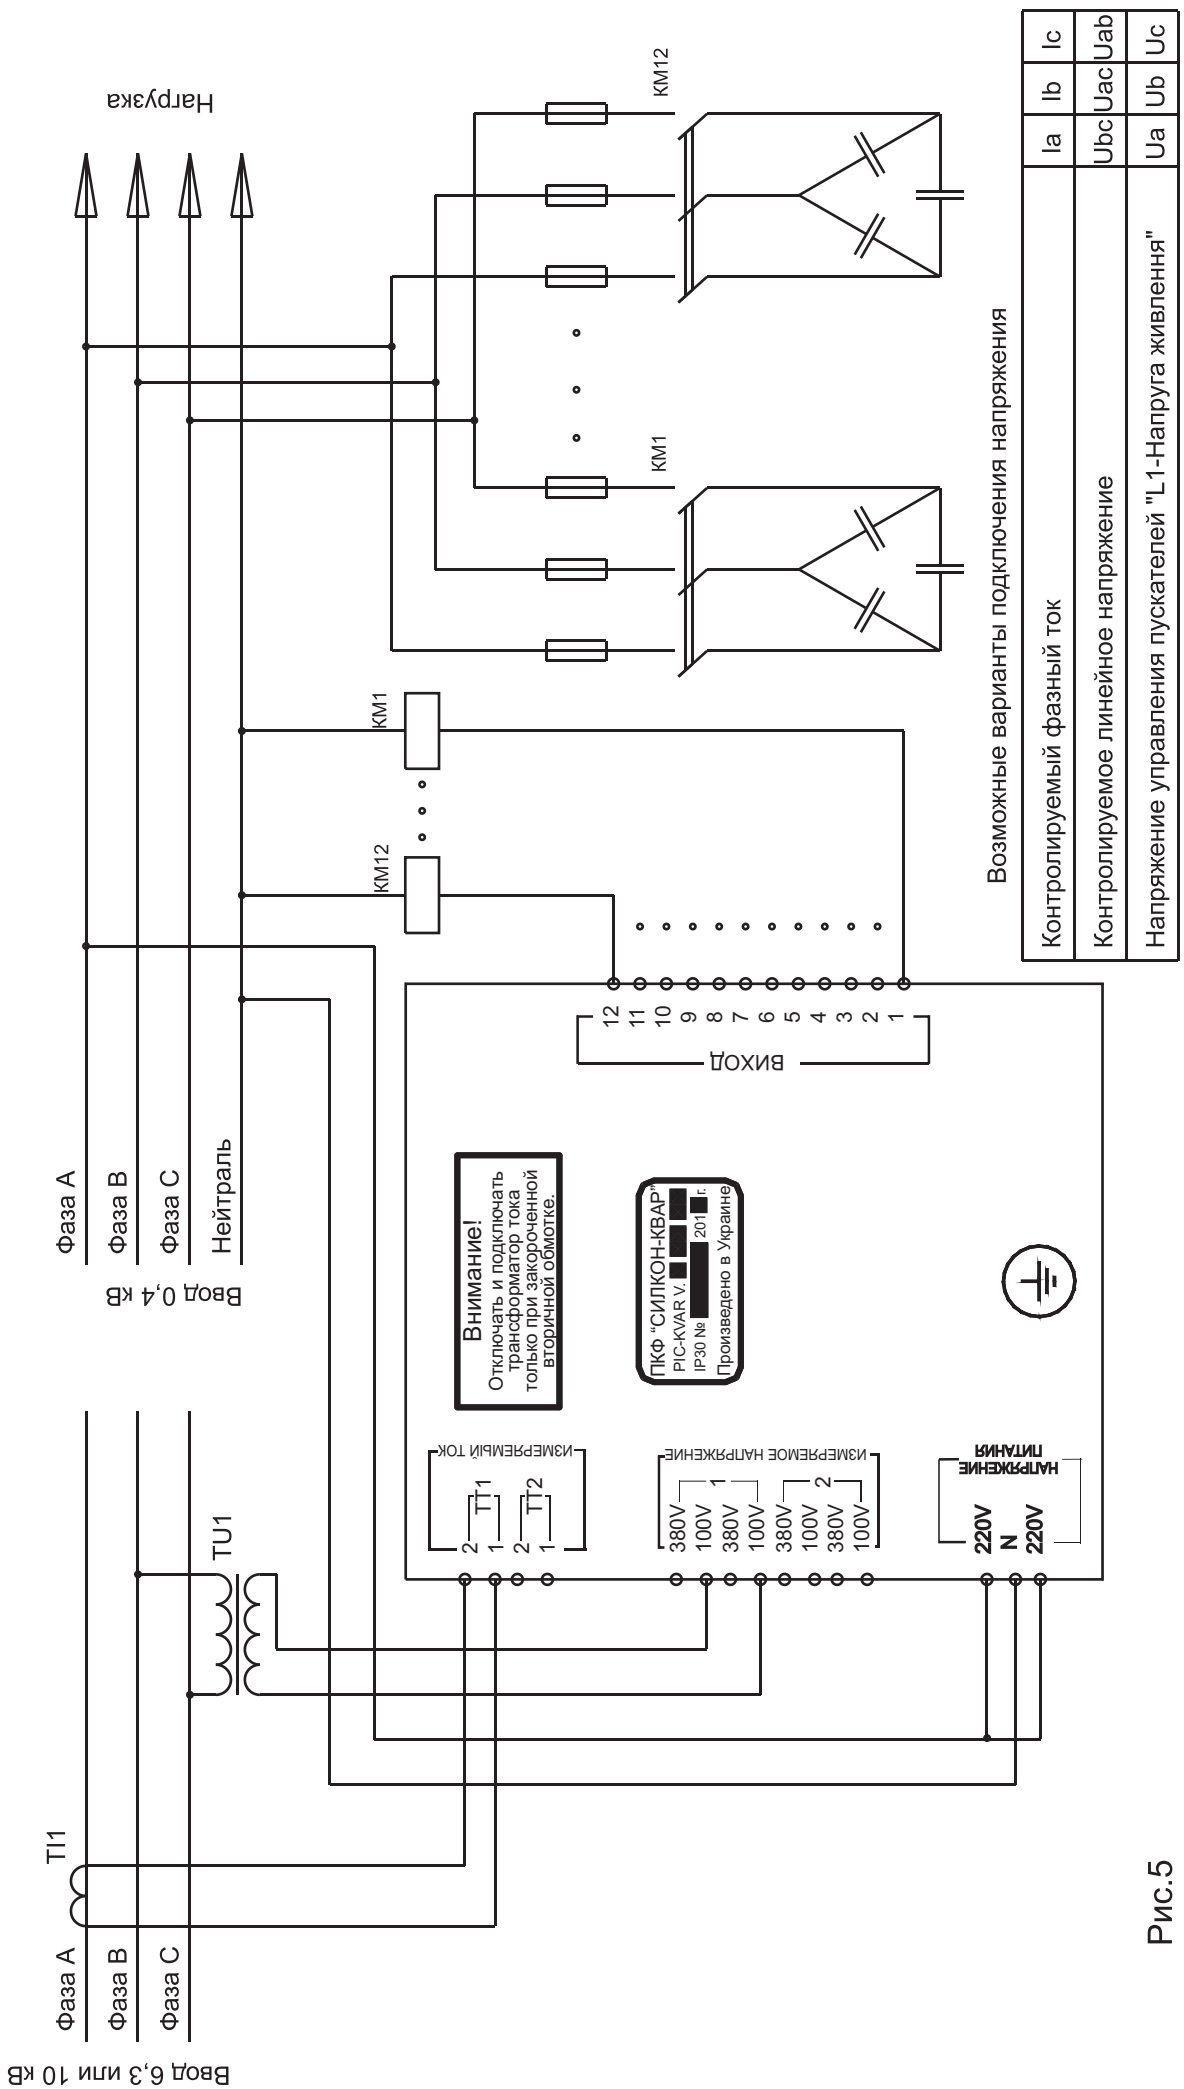 Ввод 6,3 или 10 кВ
Фаза А
Фаза В
Фаза С
TI1
TU1
Ввод 0,4 кВ
Фаза А
Фаза В
Фаза С
Нейтраль
Нагрузка
ИЗМЕРЯЕМЫЙ ТОК
2
1
ТТ1
2
1
ТТ2
ИЗМЕРЯЕМОЕ НАПРЯЖЕНИЕ
380V
100V
380V
100V
1
380V
100V
380V
100V
2
НАПРЯЖЕНИЕ
ПИТАНИЯ
220V
N
220V
Внимание!
Отключать и подключать
трансформатор тока
только при закороченной
вторичной обмотке.
ПКФ “СИЛКОН-КВАР”
PIC-KVAR V.
IP30 № 201 г.
Произведено в Украине
ВИХОД
12
11
10
9
8
7
6
5
4
3
2
1
КМ12
КМ1
КМ1
КМ12
Возможные варианты подключения напряжения
Контролируемый фазный ток Ia Ib Ic
Контролируемое линейное напряжение Ubc Uac Uab
Напряжение управления пускателей "L1-Напруга живлення" Ua Ub Uc
Рис.5